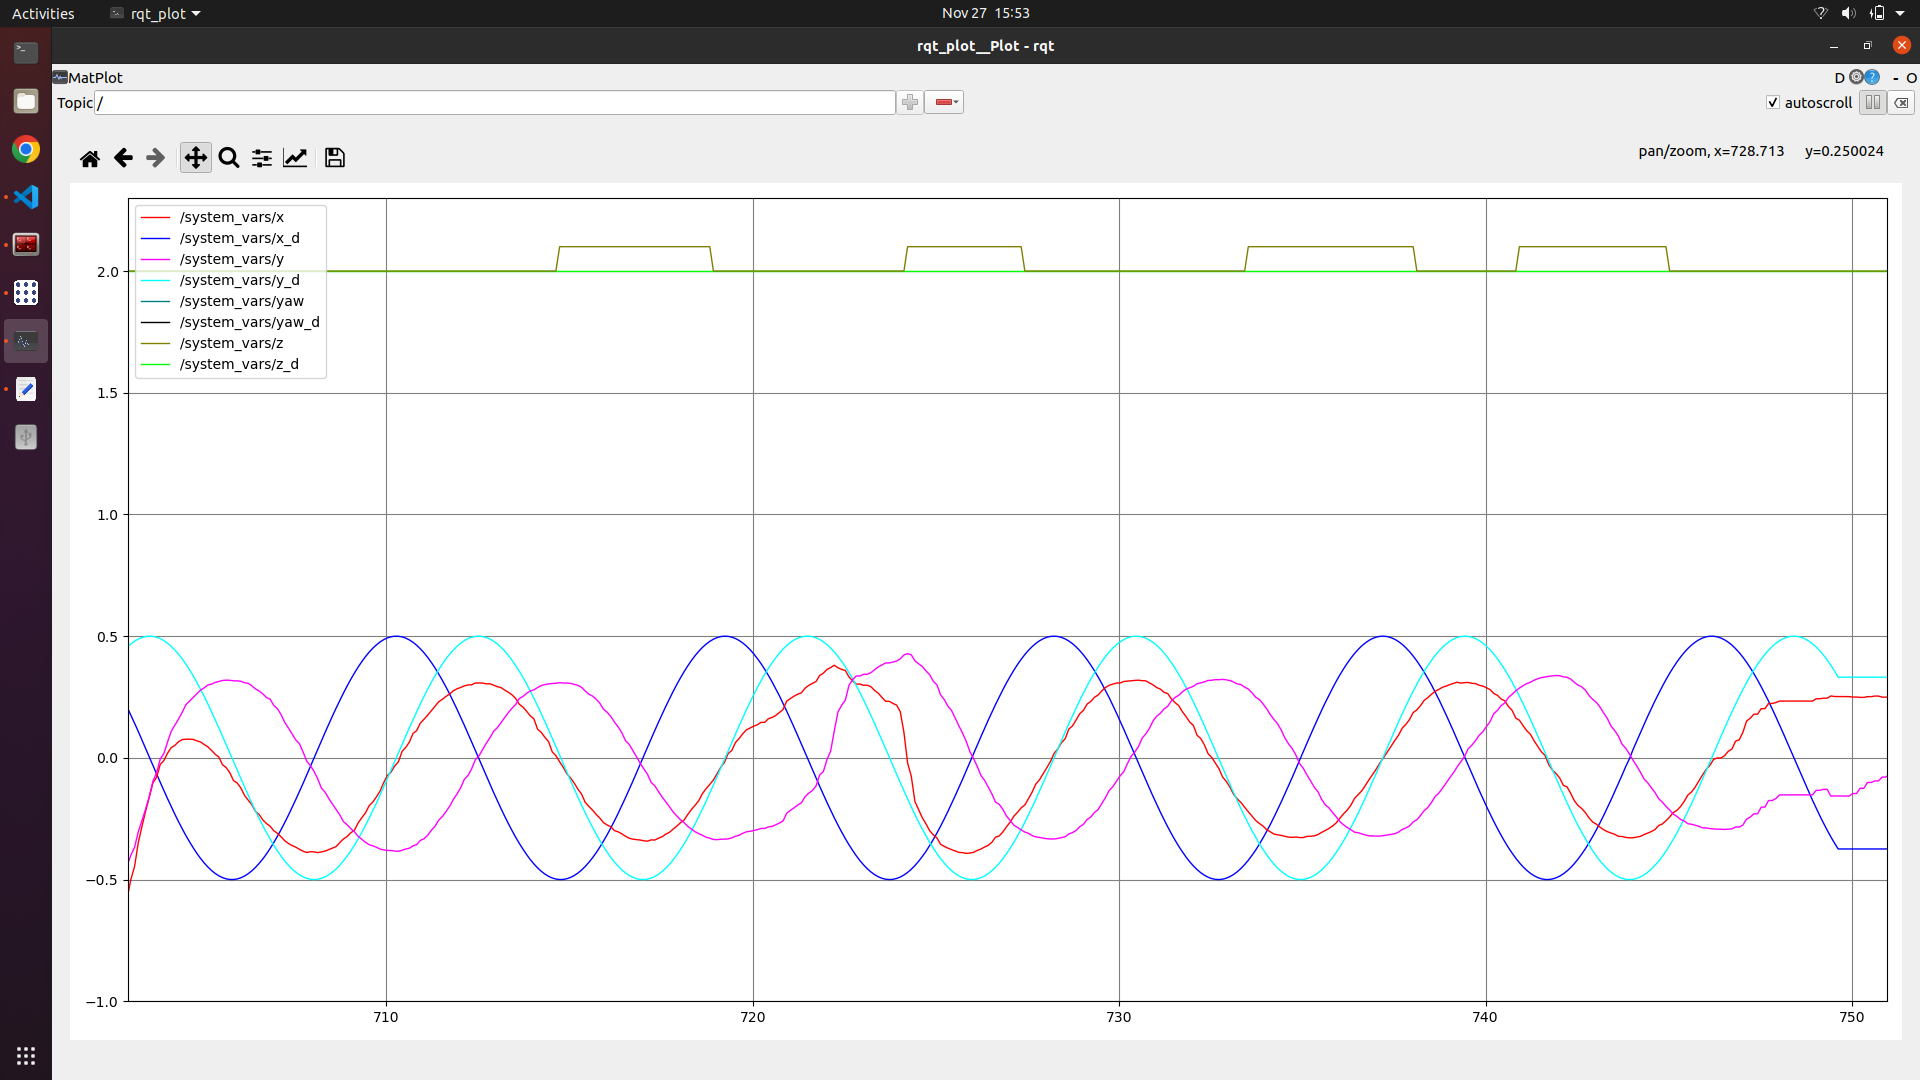 Activities
rqt_plot
Nov 27 15:53
rqt_plot__Plot - rqt
MatPlot
D
- O
Topic /
autoscroll
pan/zoom, x=728.713 y=0.250024
/system_vars/x
/system_vars/x_d
/system_vars/y
/system_vars/y_d
/system_vars/yaw
/system_vars/yaw_d
/system_vars/z
/system_vars/z_d
2.0
1.5
1.0
0.5
0.0
−0.5
−1.0
710 720 730 740 750